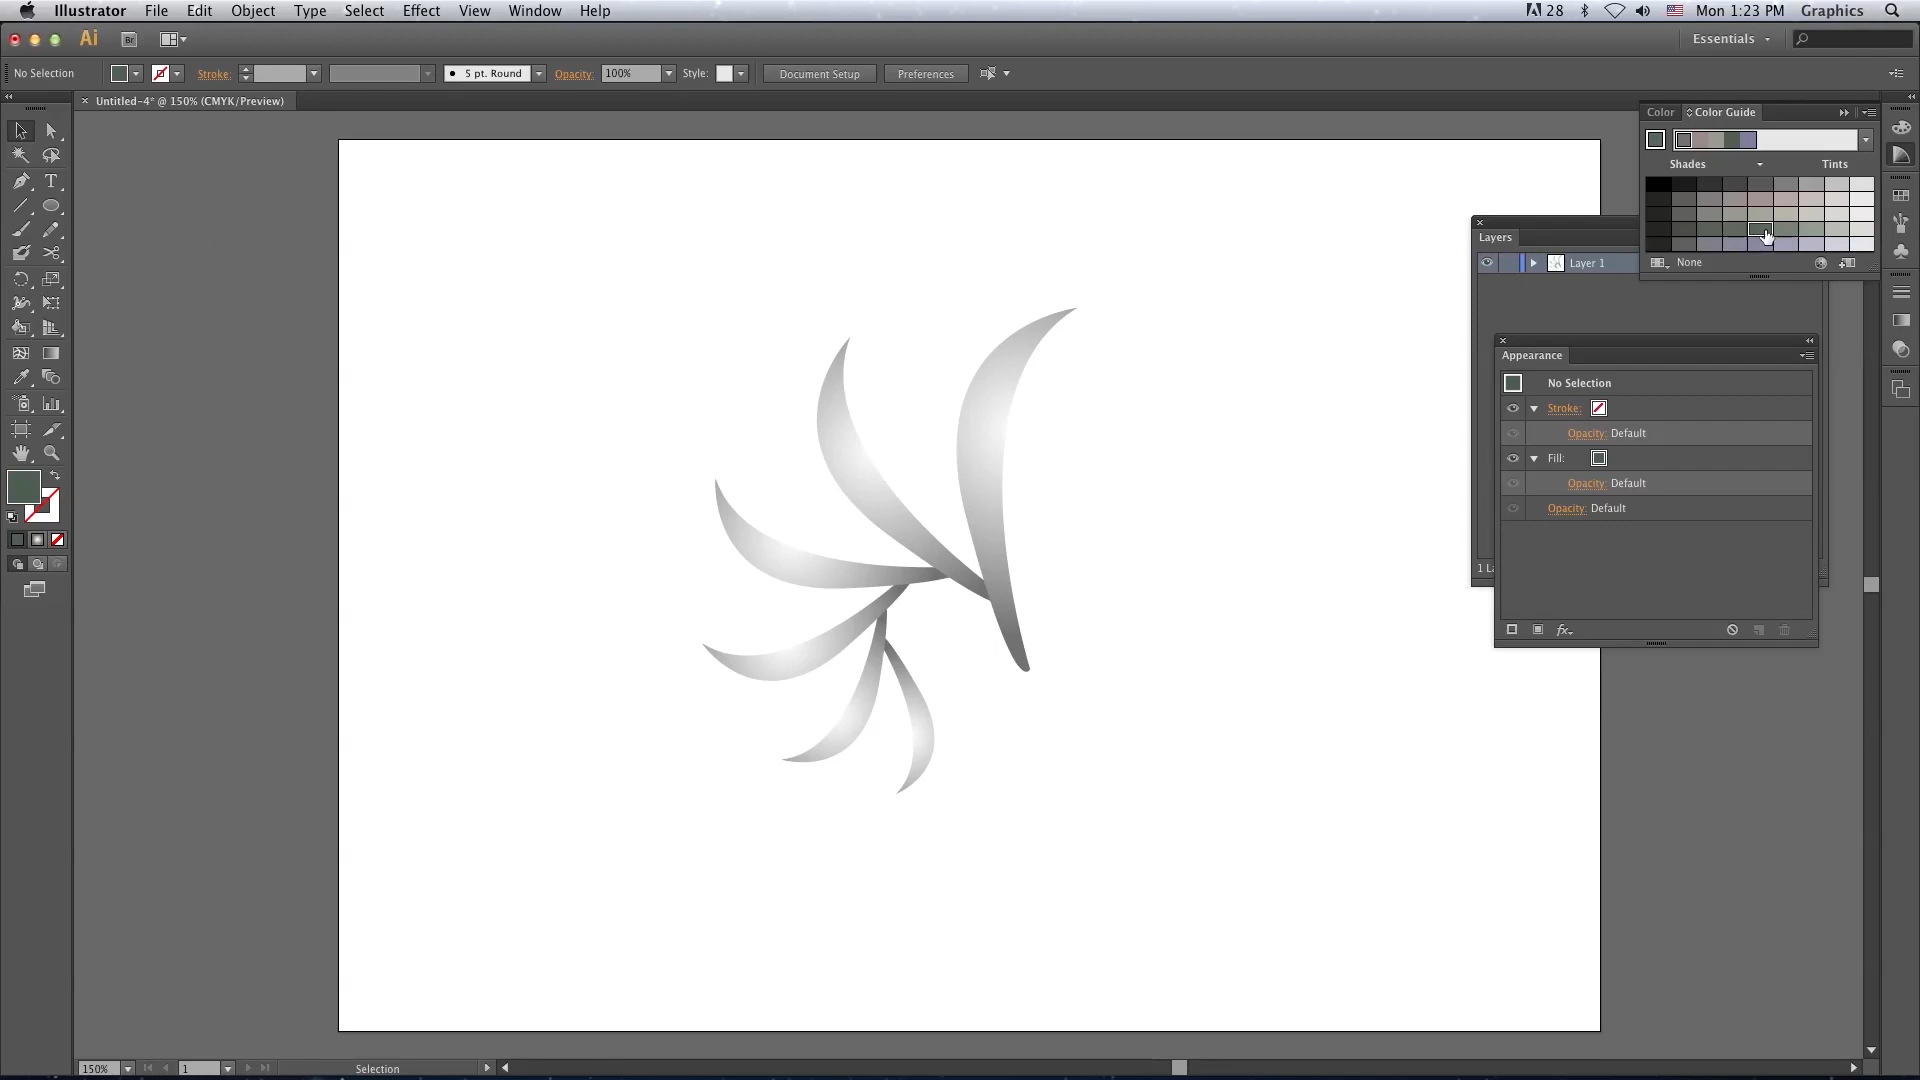 Illustrator File Edit Object Type Select Effect View Window Help 28 Mon 1:23 PM Graphics
Ai Br Essentials
No Selection Stroke: 5 pt. Round Opacity: 100% Style: Document Setup Preferences
Untitled-4* @ 150% (CMYK/Preview)
Color Color Guide
Shades Tints
None
Layers
Layer 1
Appearance
No Selection
Stroke:
Opacity: Default
Fill:
Opacity: Default
Opacity: Default
fx
150% 1 Selection